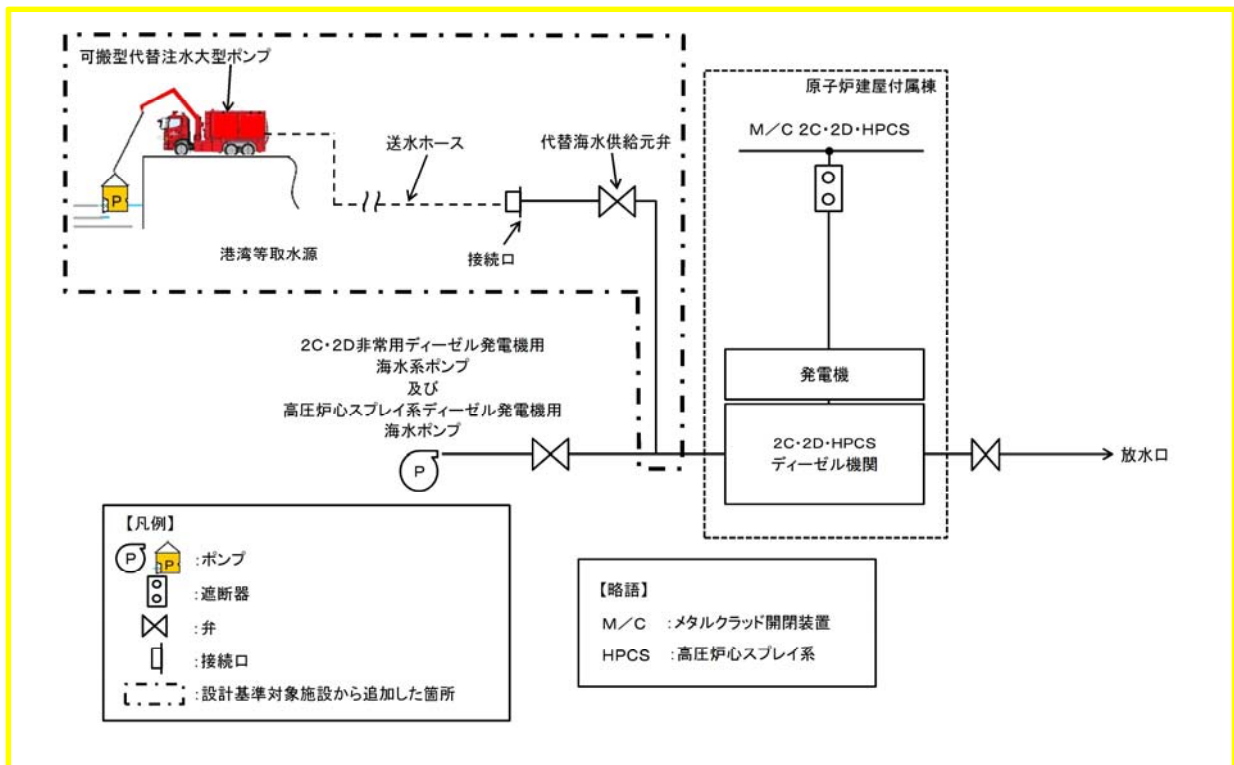 可搬型代替注水大型ポンプ
原子炉建屋付属棟
M/C 2C・2D・HPCS
送水ホース
代替海水供給元弁
P
港湾等取水源
接続口
2C・2D非常用ディーゼル発電機用
海水系ポンプ
及び
高圧炉心スプレイ系ディーゼル発電機用
海水ポンプ
発電機
P
2C・2D・HPCS
ディーゼル機関
放水口
【凡例】
P P :ポンプ
:遮断器
:弁
:接続口
:設計基準対象施設から追加した箇所
【略語】
M/C :メタルクラッド開閉装置
HPCS :高圧炉心スプレイ系